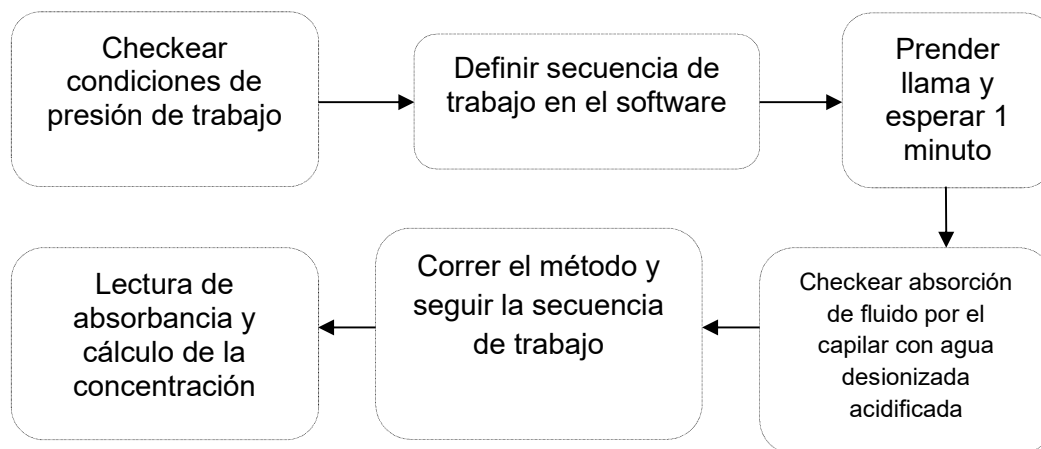 Checkear
condiciones de
presión de trabajo
Definir secuencia de
trabajo en el software
Prender
llama y
esperar 1
minuto
Checkear absorción
de fluido por el
capilar con agua
desionizada
acidificada
Correr el método y
seguir la secuencia
de trabajo
Lectura de
absorbancia y
cálculo de la
concentración